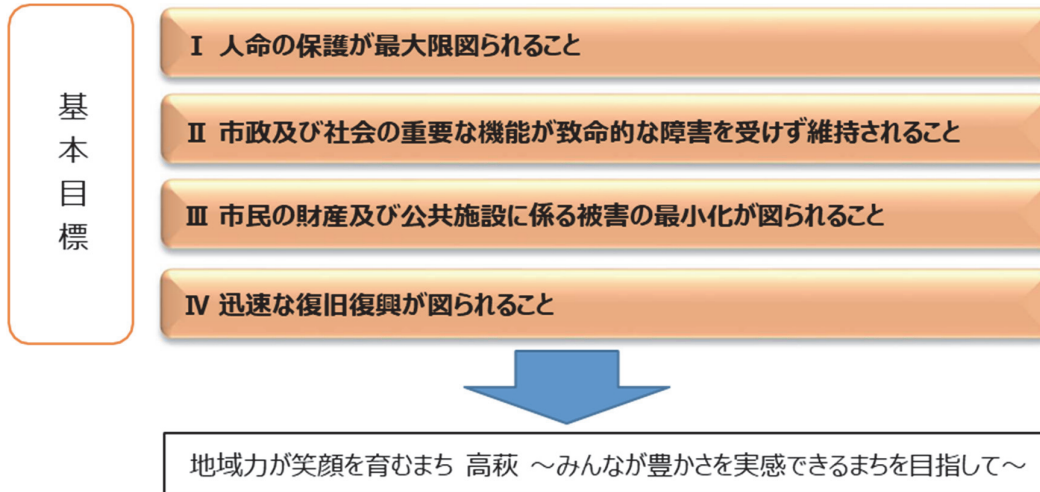 基本目標
Ⅰ 人命の保護が最大限図られること
Ⅱ 市政及び社会の重要な機能が致命的な障害を受けず維持されること
Ⅲ 市民の財産及び公共施設に係る被害の最小化が図られること
Ⅳ 迅速な復旧復興が図られること
地域力が笑顔を育むまち 高萩 ～みんなが豊かさを実感できるまちを目指して～